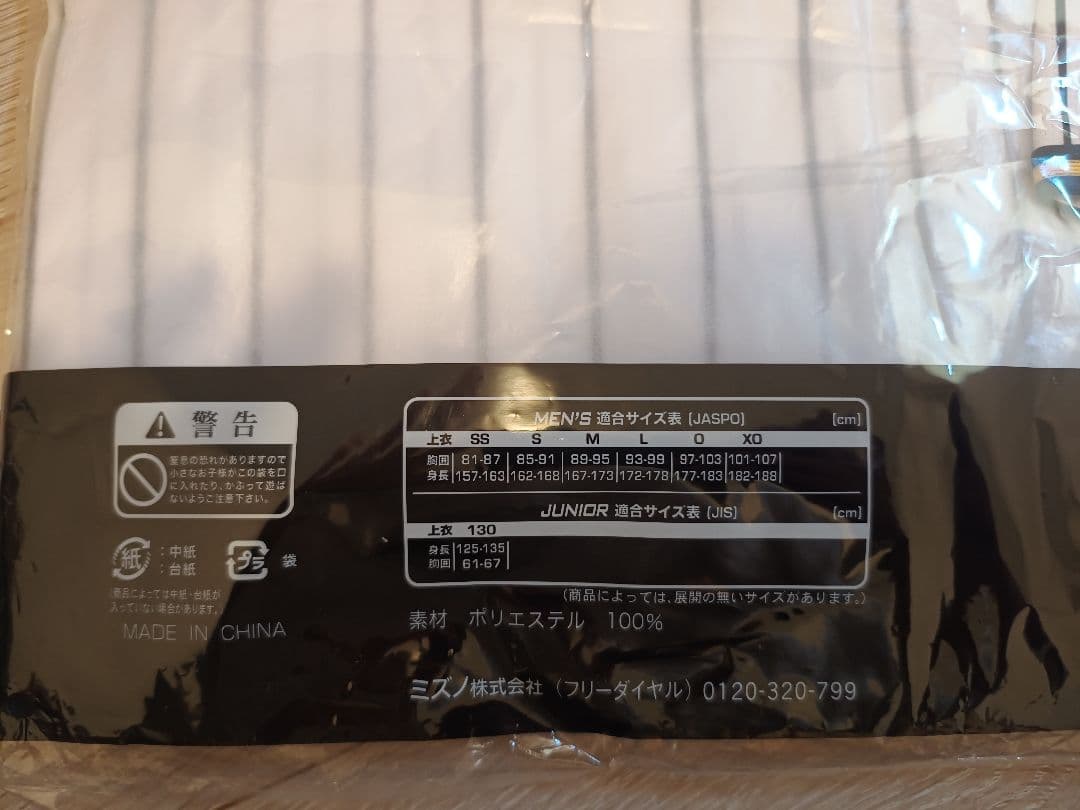 警告
窒息の恐れがありますので
小さなお子様がこの袋を口
に入れたり、かぶって遊ば
ないようご注意下さい。
紙 :中紙
:台紙
プラ 袋
(商品によっては中紙・台紙が
入っていない場合があります。)
MADE IN CHINA
MEN'S 適合サイズ表 [JASPO] [cm]
上衣 SS S M L O XO
胸囲 81-87 85-91 89-95 93-99 97-103 101-107
身長 157-163 162-168 167-173 172-178 177-183 182-188
JUNIOR 適合サイズ表 [JIS] [cm]
上衣 130
身長 125-135
胸囲 61-67
(商品によっては、展開の無いサイズがあります。)
素材 ポリエステル 100%
ミズノ株式会社 (フリーダイヤル) 0120-320-799